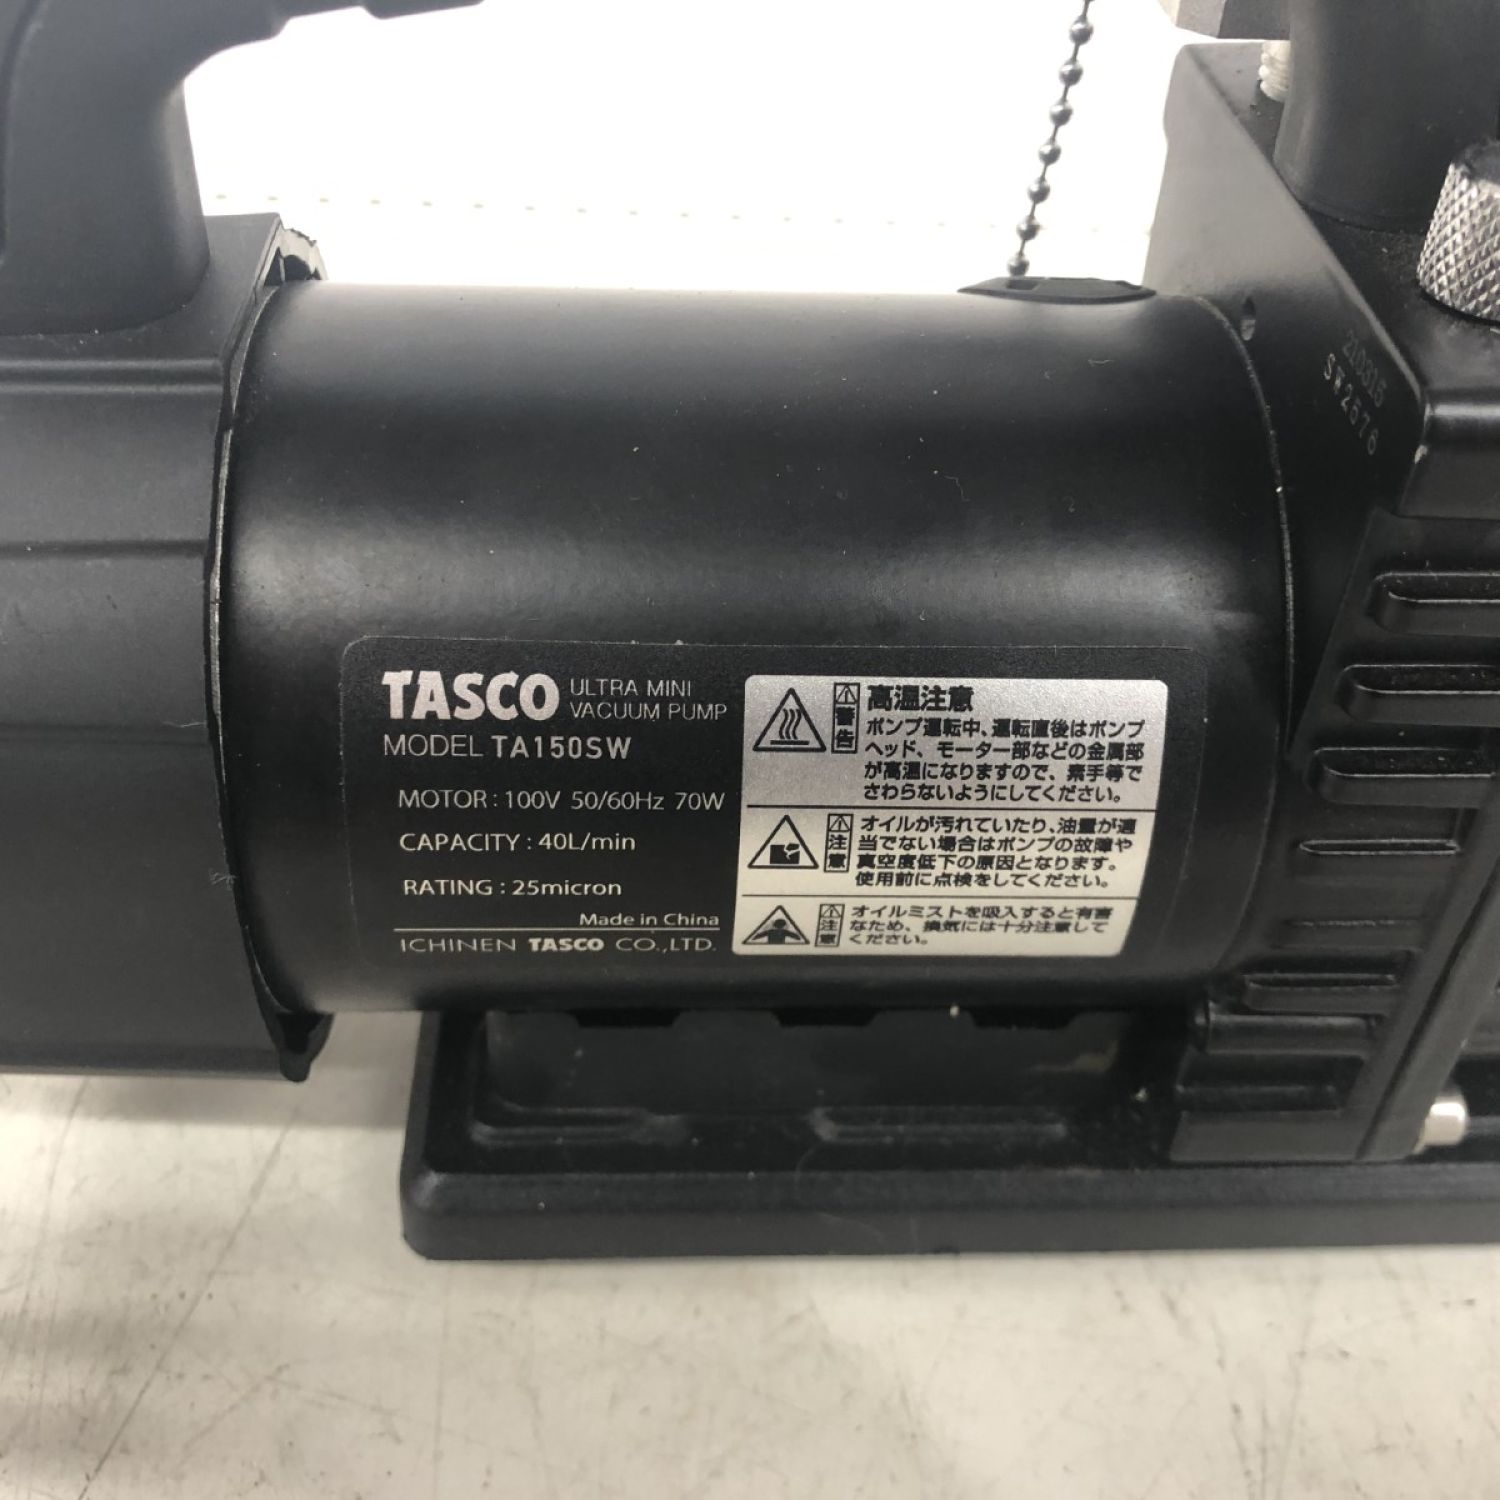 TASCO ULTRA MINI
VACUUM PUMP
MODEL TA150SW
MOTOR : 100V 50/60Hz 70W
CAPACITY : 40L/min
RATING : 25micron
Made in China
ICHINEN TASCO CO.,LTD.
警告
高温注意
ポンプ運転中、運転直後はポンプ
ヘッド、モーター部などの金属部
が高温になりますので、素手等で
さわらないようにしてください。
注意
オイルが汚れていたり、油量が適
当でない場合はポンプの故障や
真空度低下の原因となります。
使用前に点検をしてください。
注意
オイルミストを吸入すると有害
なため、換気には十分注意して
ください。
SW2576